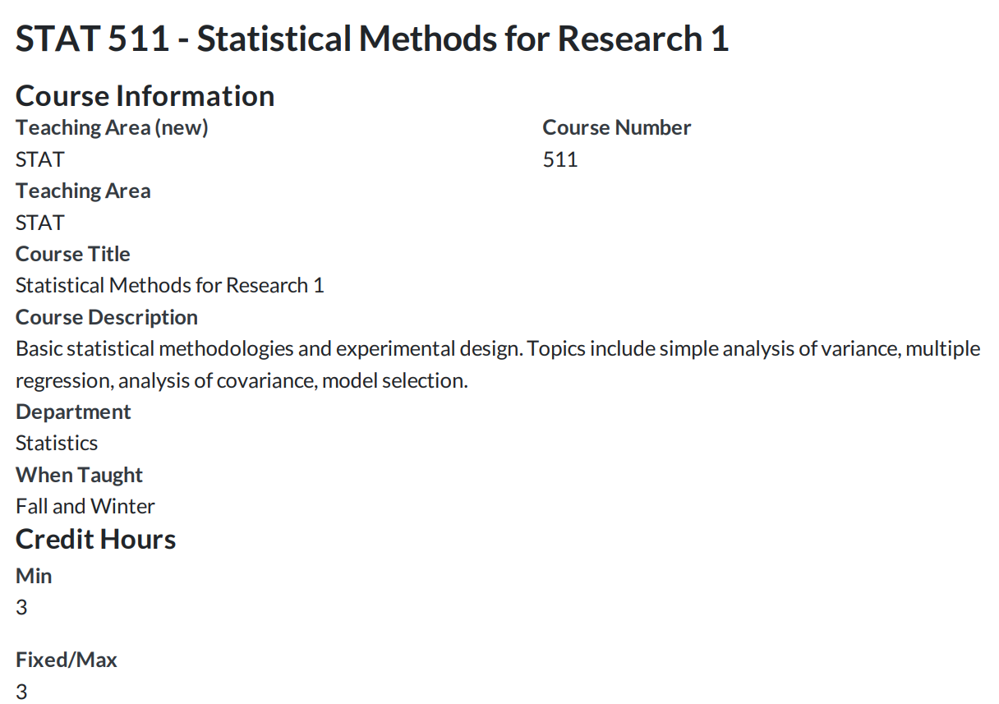 STAT 511 - Statistical Methods for Research 1
Course Information
Teaching Area (new)
Course Number
STAT
511
Teaching Area
STAT
Course Title
Statistical Methods for Research 1
Course Description
Basic statistical methodologies and experimental design. Topics include simple analysis of variance, multiple
regression, analysis of covariance, model selection.
Department
Statistics
When Taught
Fall and Winter
Credit Hours
Min
3
Fixed/Max
3